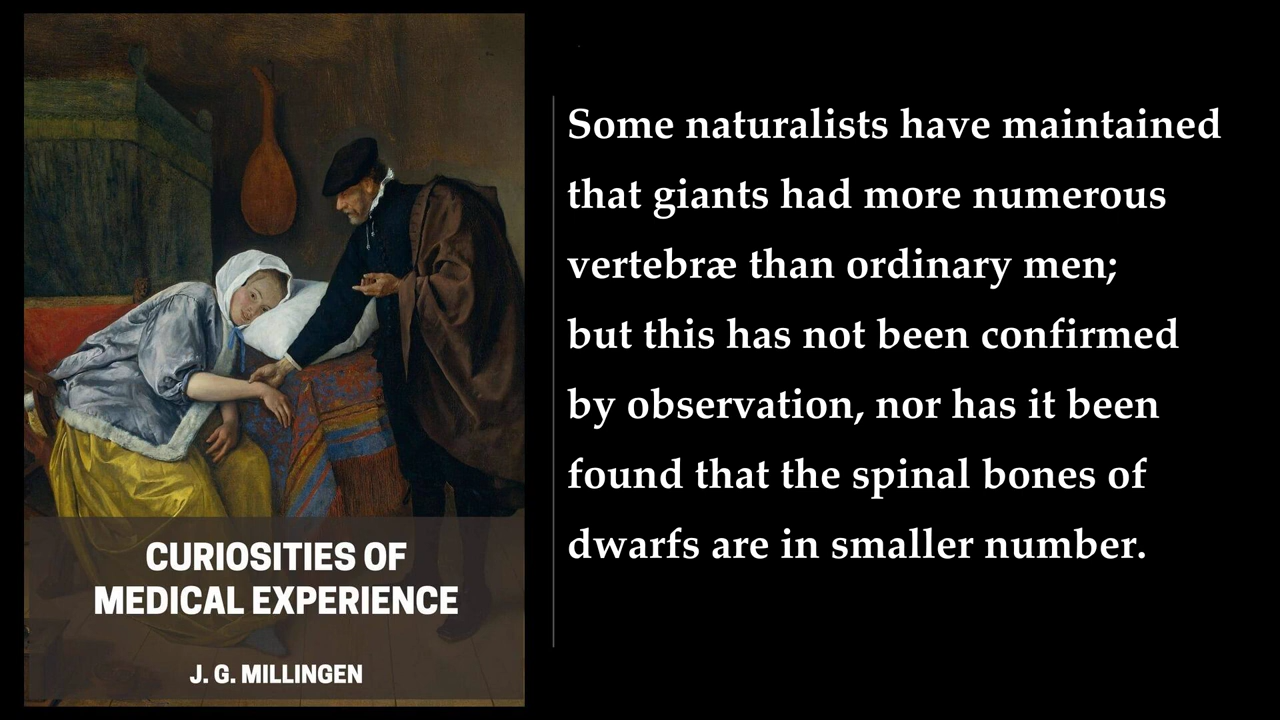 Some naturalists have maintained
that giants had more numerous
vertebræ than ordinary men;
but this has not been confirmed
by observation, nor has it been
found that the spinal bones of
dwarfs are in smaller number.
CURIOSITIES OF
MEDICAL EXPERIENCE
J. G. MILLINGEN